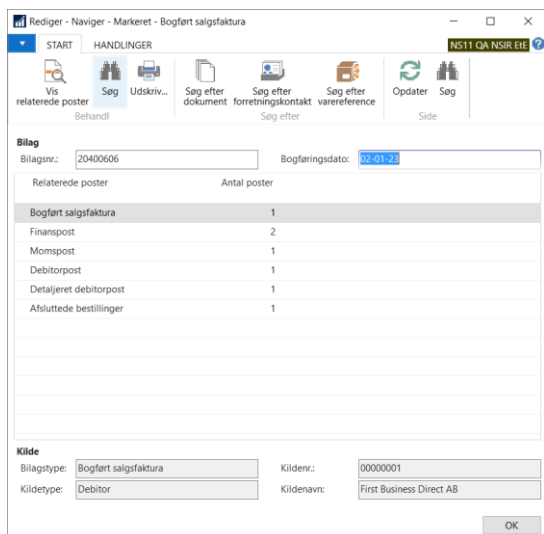 Rediger - Naviger - Markeret - Bogført salgsfaktura
START HANDLINGER NS11 QA NSIR EtE ?
Vis relaterede poster
Søg
Udskriv...
Søg efter dokument
Søg efter forretningskontakt
Søg efter varereference
Opdater
Søg
Behandl Søg efter Side
Bilag
Bilagsnr.: 20400606 Bogføringsdato: 02-01-23
Relaterede poster Antal poster
Bogført salgsfaktura 1
Finanspost 2
Momspost 1
Debitorpost 1
Detaljeret debitorpost 1
Afsluttede bestillinger 1
Kilde
Bilagstype: Bogført salgsfaktura Kildenr.: 00000001
Kildetype: Debitor Kildenavn: First Business Direct AB
OK